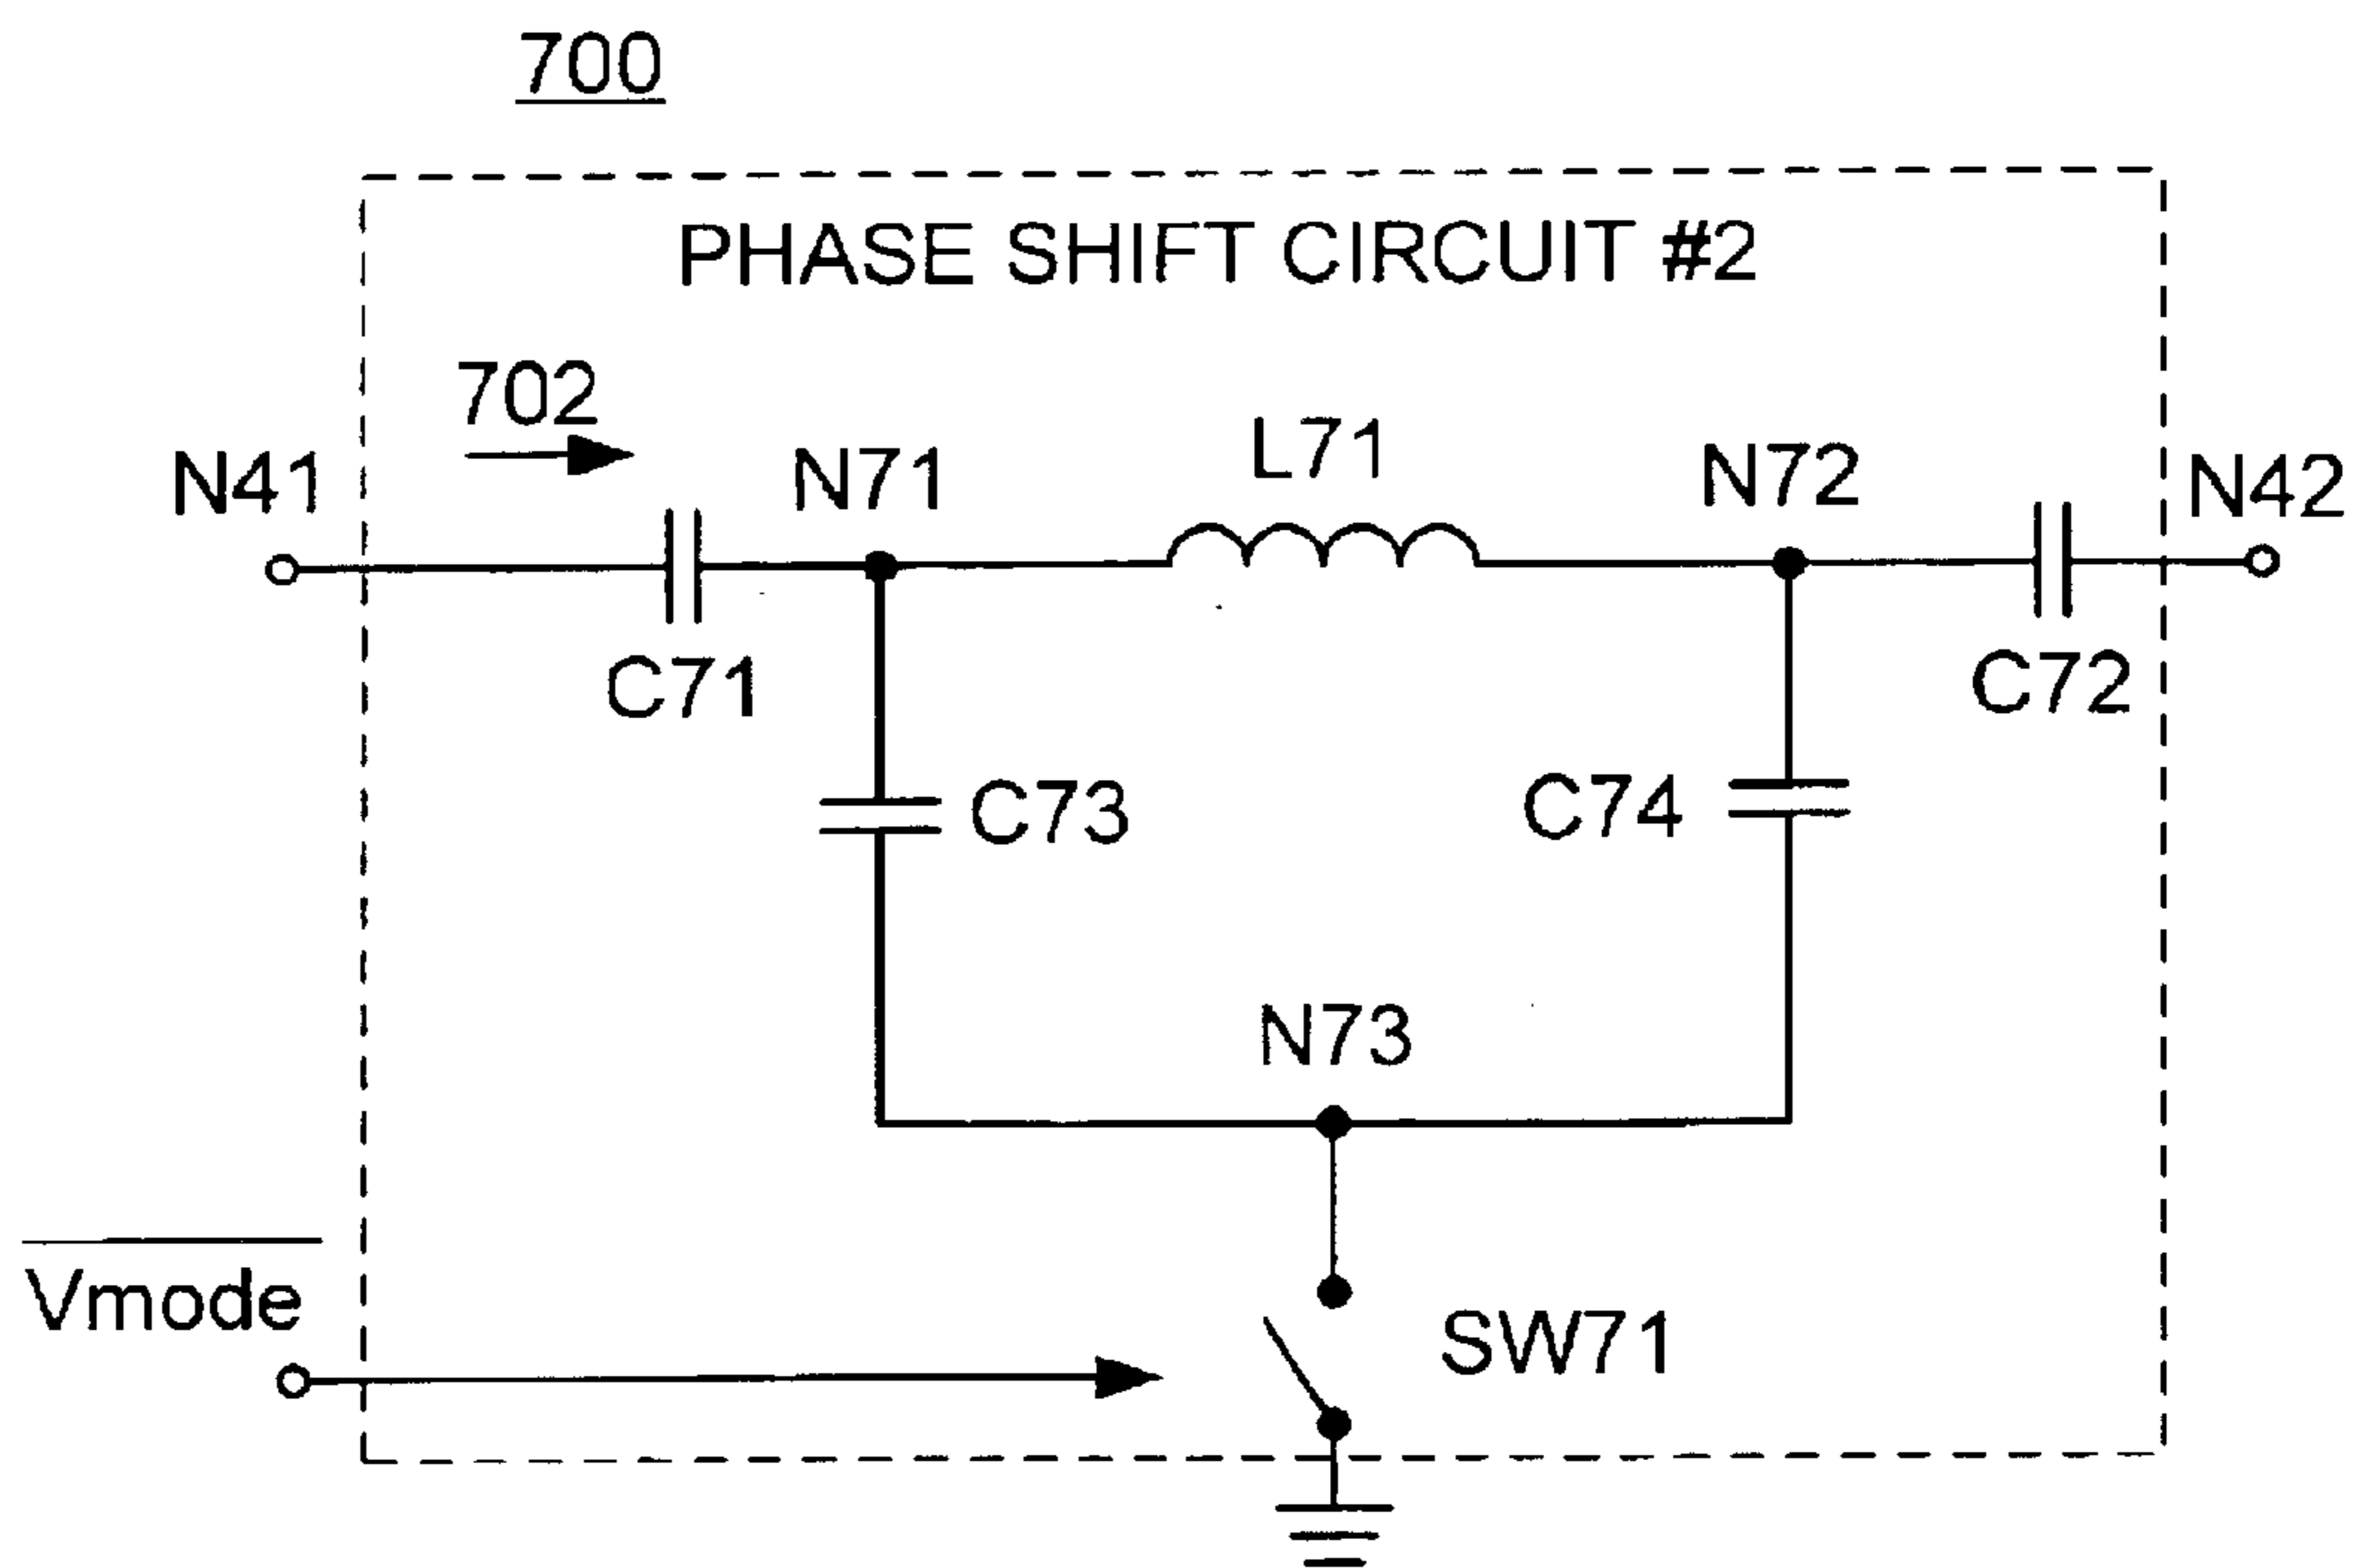 700
PHASE SHIFT CIRCUIT #2
702
N41
N71
L71
N72
N42
C71
C72
C73
C74
N73
Vmode
SW71